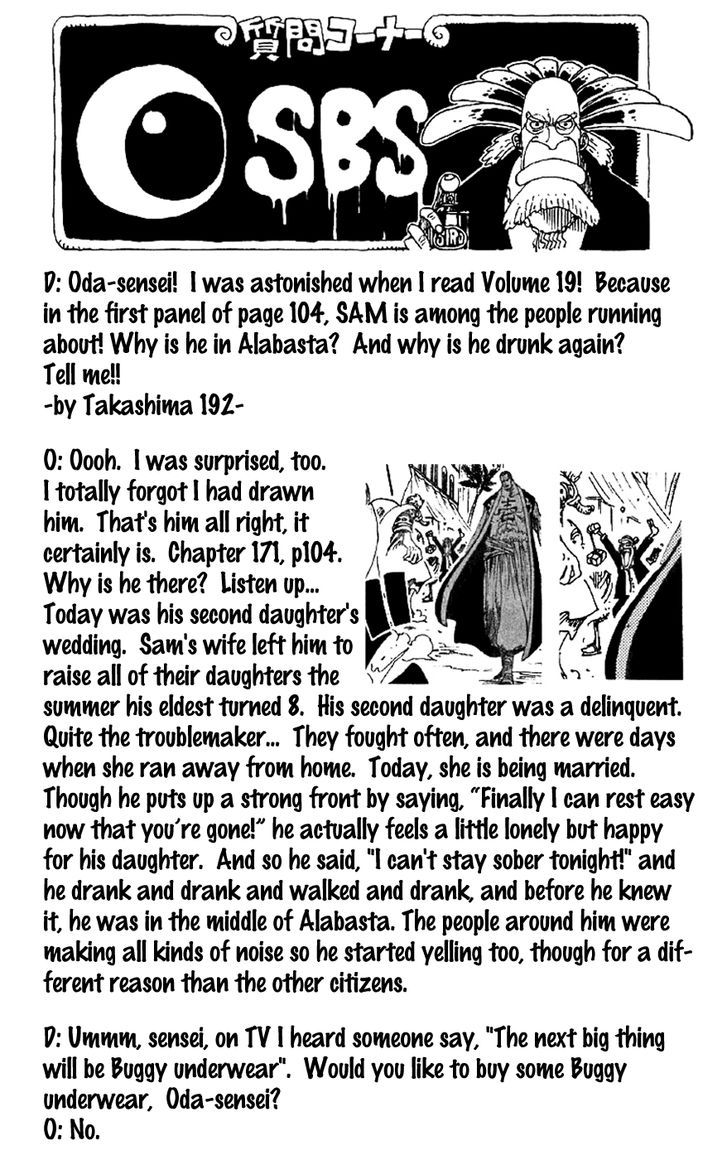 質問コーナー
SBS
D: Oda-sensei! I was astonished when I read Volume 19! Because
in the first panel of page 104, SAM is among the people running
about! Why is he in Alabasta? And why is he drunk again?
Tell me!!
-by Takashima 192-
O: Oooh. I was surprised, too.
I totally forgot I had drawn
him. That's him all right, it
certainly is. Chapter 171, p104.
Why is he there? Listen up...
Today was his second daughter's
wedding. Sam's wife left him to
raise all of their daughters the
summer his eldest turned 8. His second daughter was a delinquent.
Quite the troublemaker... They fought often, and there were days
when she ran away from home. Today, she is being married.
Though he puts up a strong front by saying, "Finally I can rest easy
now that you're gone!" he actually feels a little lonely but happy
for his daughter. And so he said, "I can't stay sober tonight!" and
he drank and drank and walked and drank, and before he knew
it, he was in the middle of Alabasta. The people around him were
making all kinds of noise so he started yelling too, though for a dif-
ferent reason than the other citizens.
D: Ummm, sensei, on TV I heard someone say, "The next big thing
will be Buggy underwear". Would you like to buy some Buggy
underwear, Oda-sensei?
O: No.